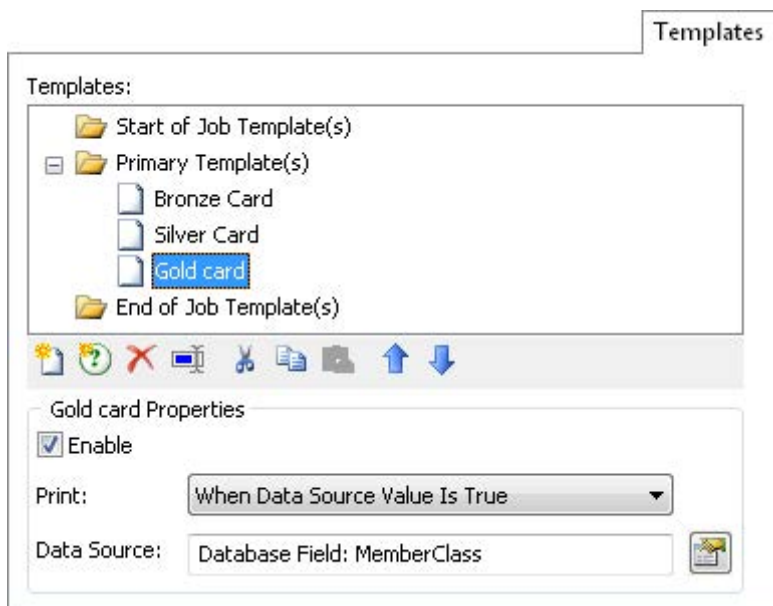 Templates
Templates:
Start of Job Template(s)
Primary Template(s)
Bronze Card
Silver Card
Gold card
End of Job Template(s)
Gold card Properties
Enable
Print: When Data Source Value Is True
Data Source: Database Field: MemberClass